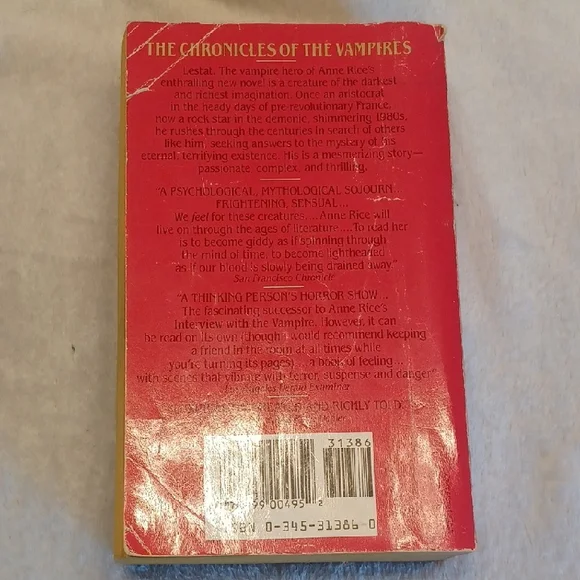 THE CHRONICLES OF THE VAMPIRES
Lestat. The vampire hero of Anne Rice's
enthralling new novel is a creature of the darkest
and richest imagination. Once an aristocrat
in the heady days of pre-revolutionary France,
now a rock star in the demonic, shimmering 1980s,
he rushes through the centuries in search of others
like him, seeking answers to the mystery of his
eternal, terrifying existence. His is a mesmerizing story—
passionate, complex, and thrilling.
"A PSYCHOLOGICAL, MYTHOLOGICAL SOJOURN
FRIGHTENING, SENSUAL...
We feel for these creatures....Anne Rice will
live on through the ages of literature....To read her
is to become giddy as if spinning through
the mind of time, to become lightheaded
as if our blood is slowly being drained away."
San Francisco Chronicle
"A THINKING PERSON'S HORROR SHOW...
The fascinating successor to Anne Rice's
Interview with the Vampire. However, it can
be read on its own (though I would recommend keeping
a friend in the room at all times while
you're turning its pages)...a book of feeling...
with scenes that vibrate with terror, suspense and danger"
Angeles Herald Examiner
AND RICHLY TOLD
31386
99 00495 2
ISBN 0-345-31386-0